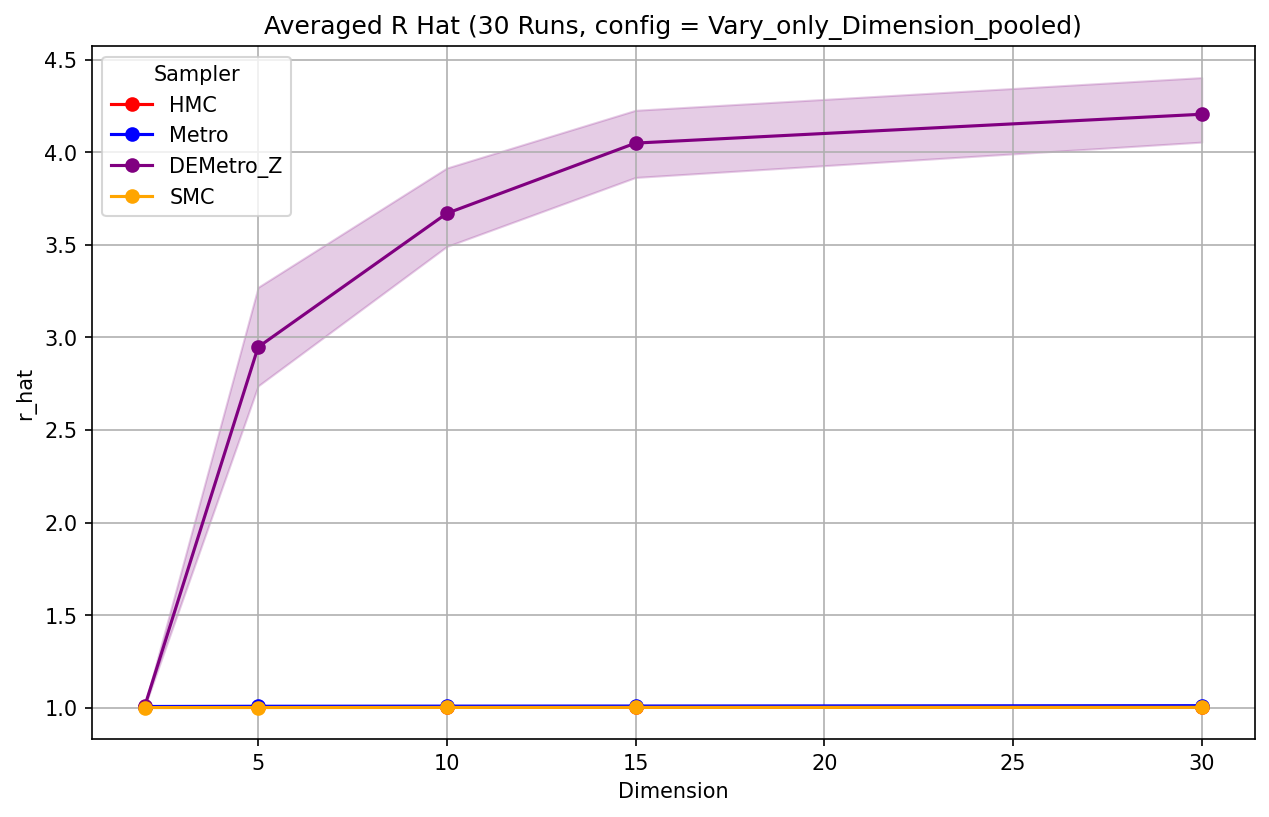 Averaged R Hat (30 Runs, config = Vary_only_Dimension_pooled)
Sampler
HMC
Metro
DEMetro_Z
SMC
4.5
4.0
3.5
3.0
2.5
2.0
1.5
1.0
r_hat
5
10
15
20
25
30
Dimension